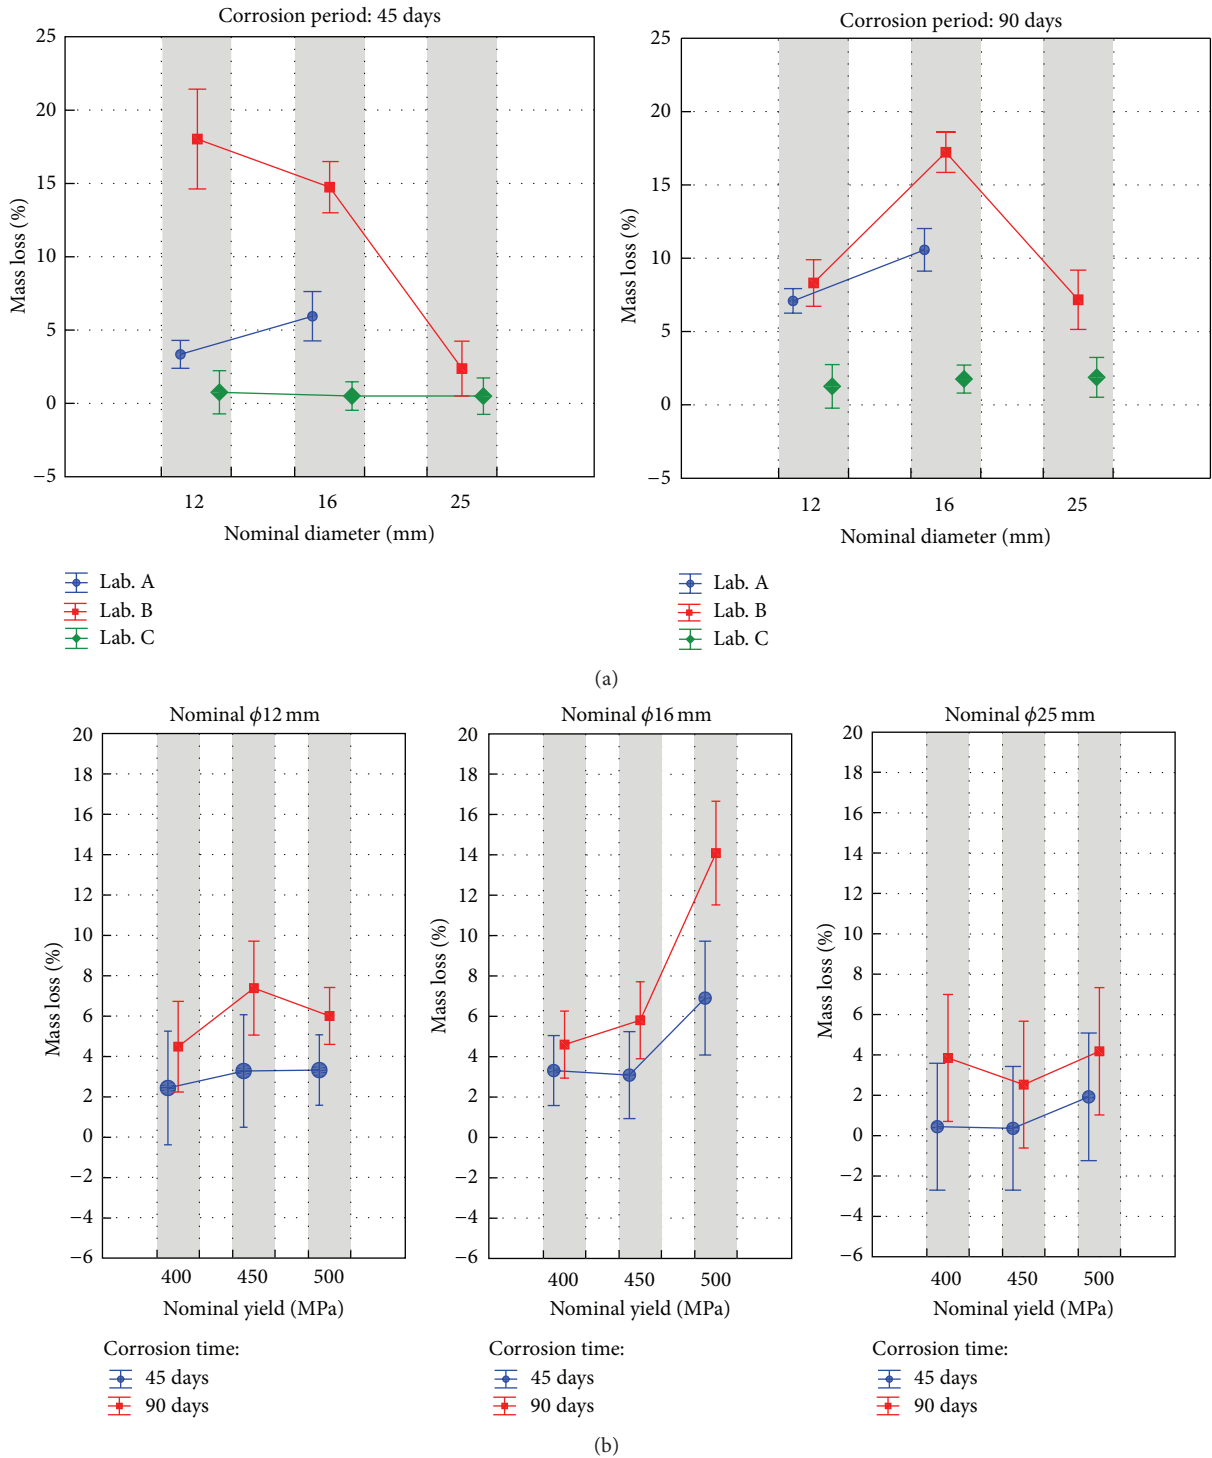 Corrosion period: 45 days
25
20
15
10
5
0
−5
Mass loss (%)
12 16 25
Nominal diameter (mm)
Lab. A
Lab. B
Lab. C
Corrosion period: 90 days
25
20
15
10
5
0
−5
Mass loss (%)
12 16 25
Nominal diameter (mm)
Lab. A
Lab. B
Lab. C
(a)
Nominal ϕ12 mm
20
18
16
14
12
10
8
6
4
2
0
−2
−4
−6
Mass loss (%)
400 450 500
Nominal yield (MPa)
Corrosion time:
45 days
90 days
Nominal ϕ16 mm
20
18
16
14
12
10
8
6
4
2
0
−2
−4
−6
Mass loss (%)
400 450 500
Nominal yield (MPa)
Corrosion time:
45 days
90 days
Nominal ϕ25 mm
20
18
16
14
12
10
8
6
4
2
0
−2
−4
−6
Mass loss (%)
400 450 500
Nominal yield (MPa)
Corrosion time:
45 days
90 days
(b)